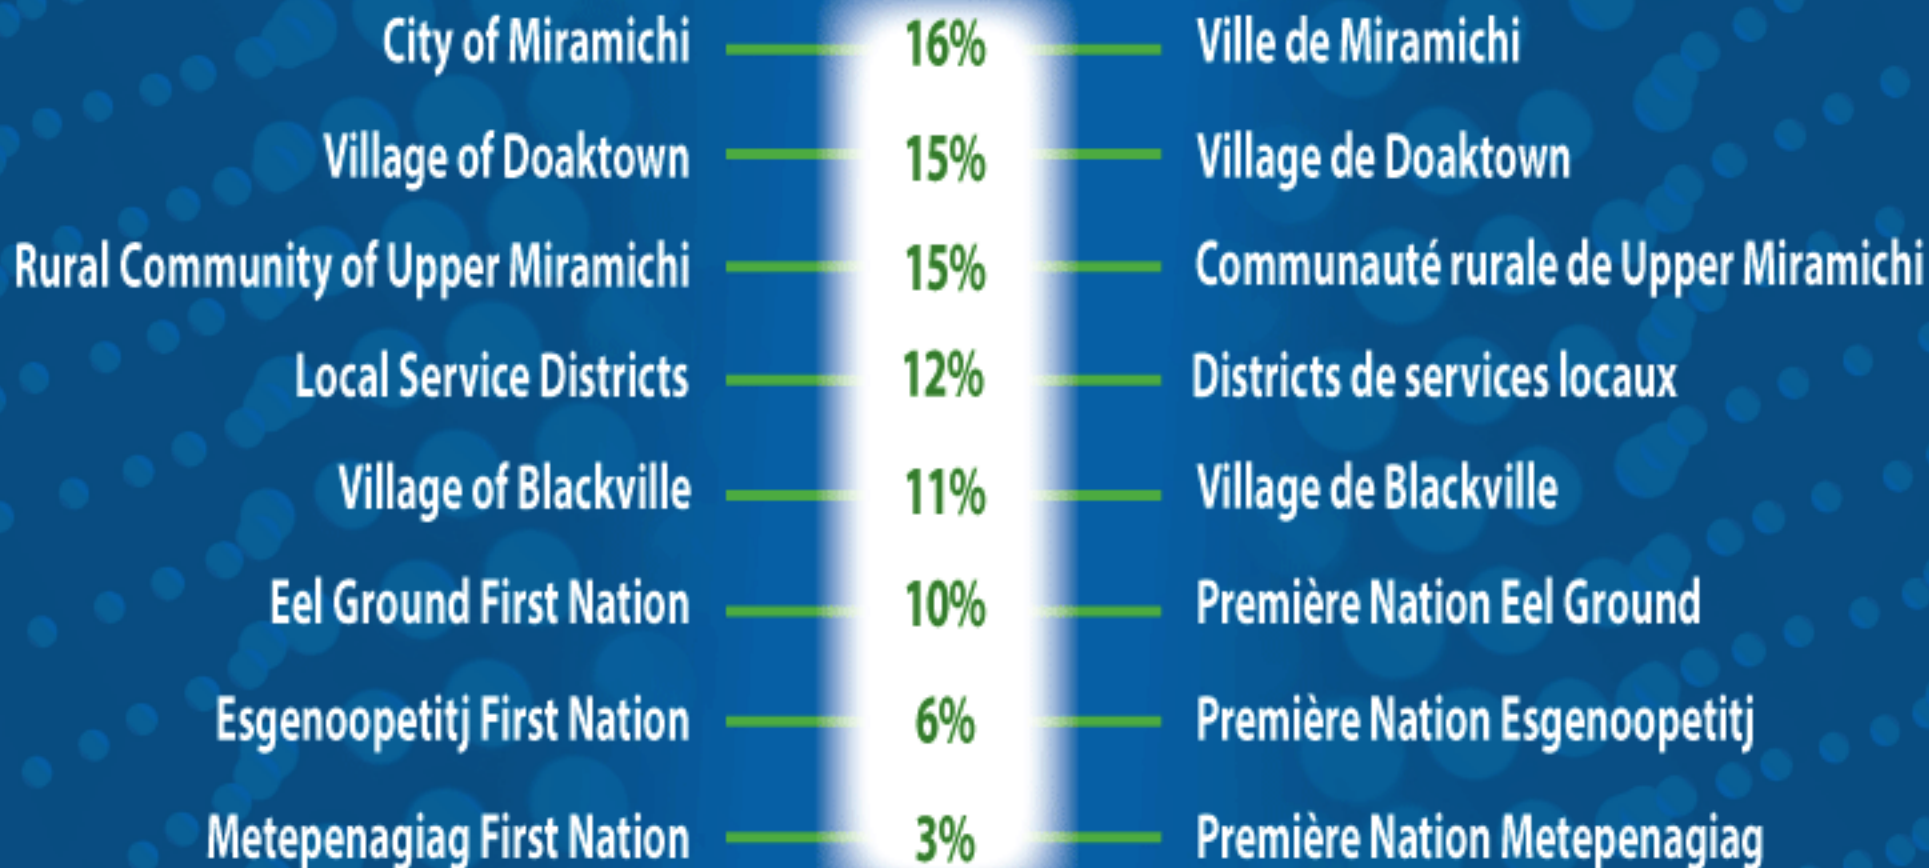 City of Miramichi 16% Ville de Miramichi
Village of Doaktown 15% Village de Doaktown
Rural Community of Upper Miramichi 15% Communauté rurale de Upper Miramichi
Local Service Districts 12% Districts de services locaux
Village of Blackville 11% Village de Blackville
Eel Ground First Nation 10% Première Nation Eel Ground
Esgenoopetitj First Nation 6% Première Nation Esgenoopetitj
Metepenagiag First Nation 3% Première Nation Metepenagiag